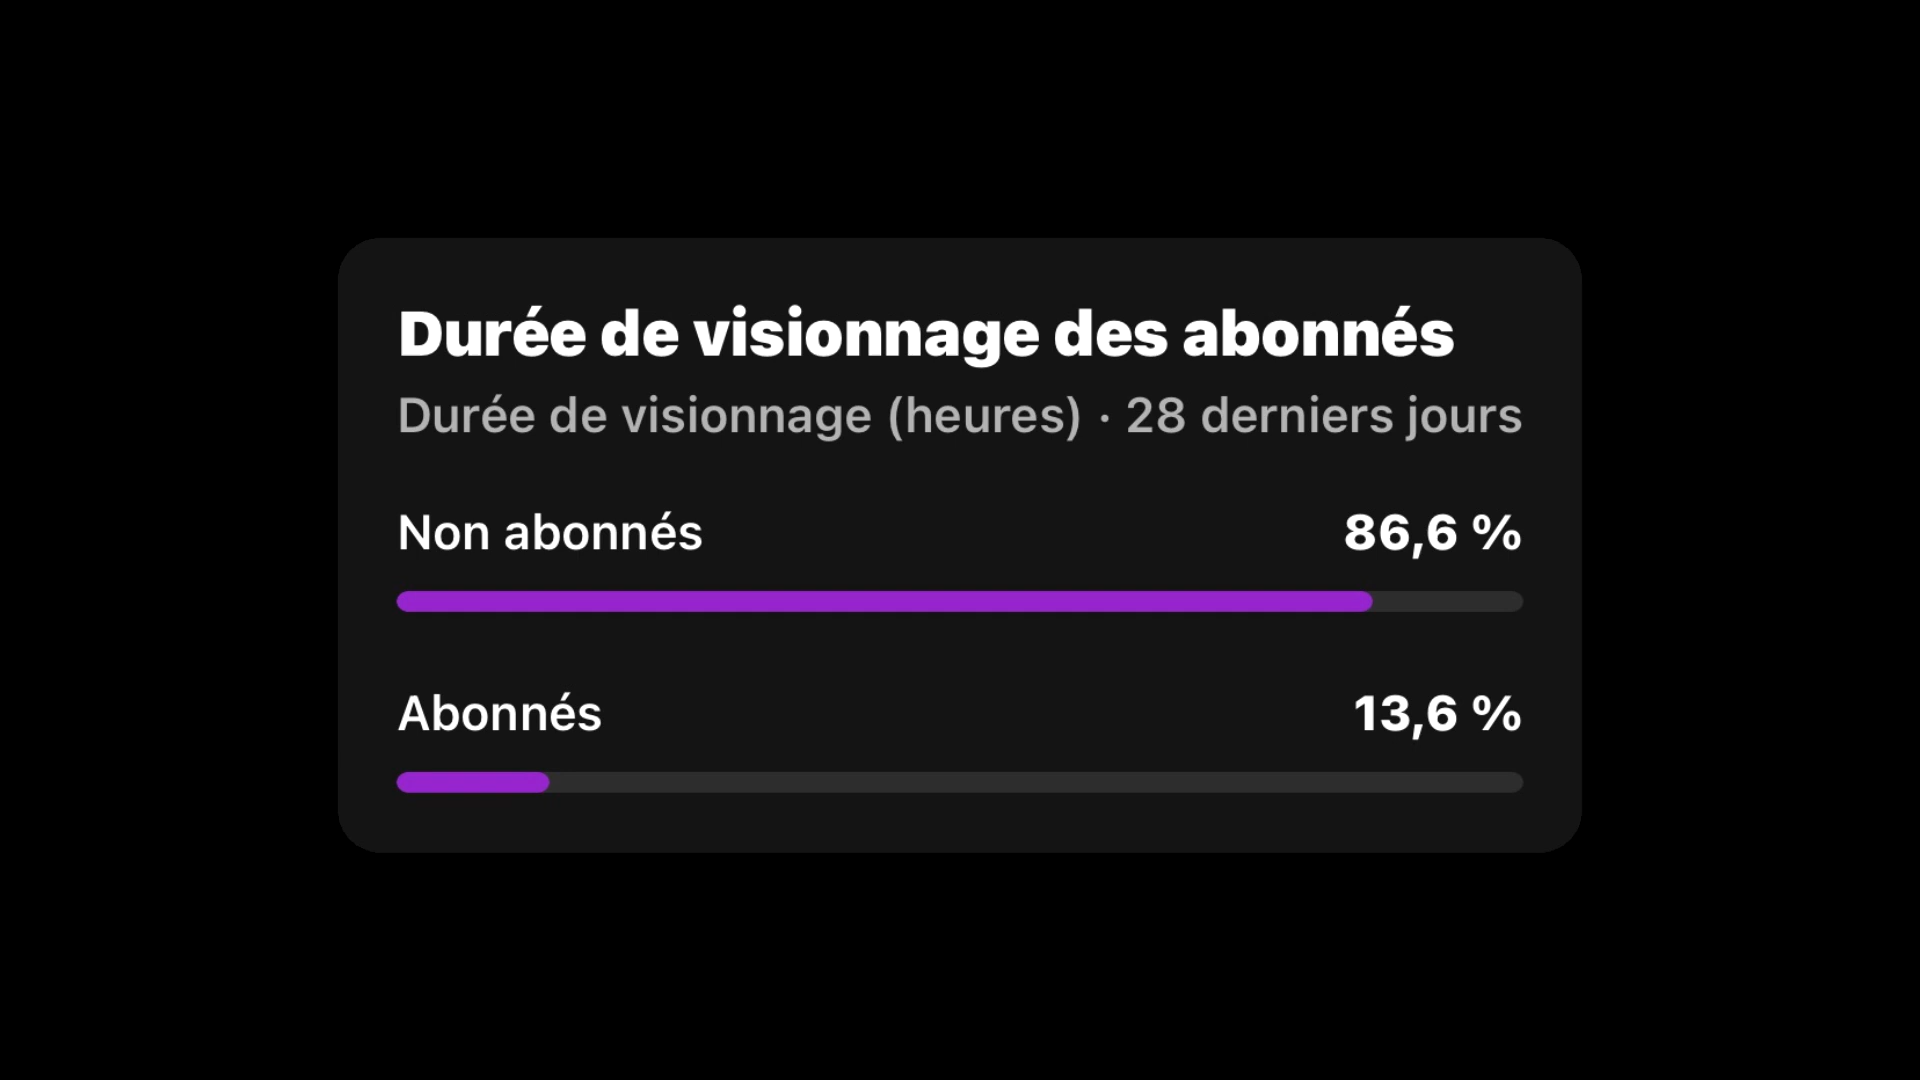 Durée de visionnage des abonnés
Durée de visionnage (heures) · 28 derniers jours
Non abonnés 86,6 %
Abonnés 13,6 %